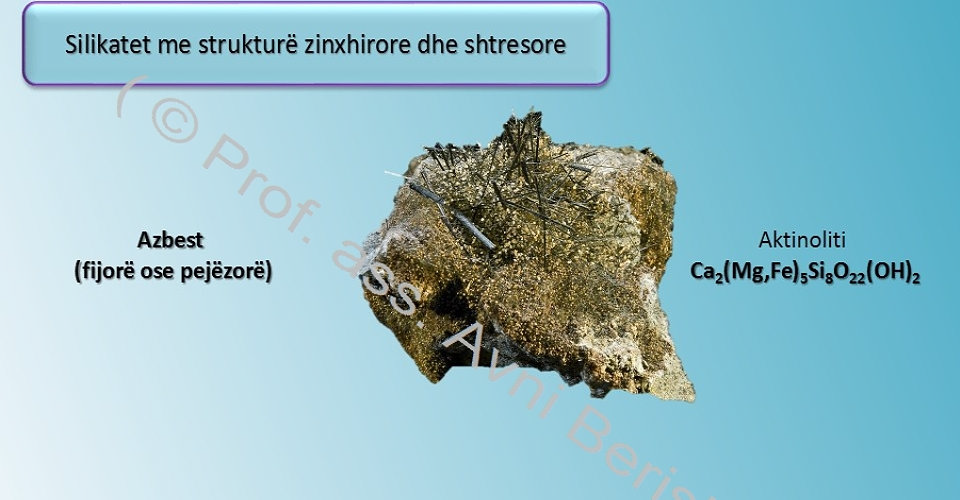 Silikatet me strukturë zinxhirore dhe shtresore
Azbest
(fijorë ose pejëzorë)
Aktinoliti
Ca₂(Mg,Fe)₅Si₈O₂₂(OH)₂
( © Prof. ass. Avni